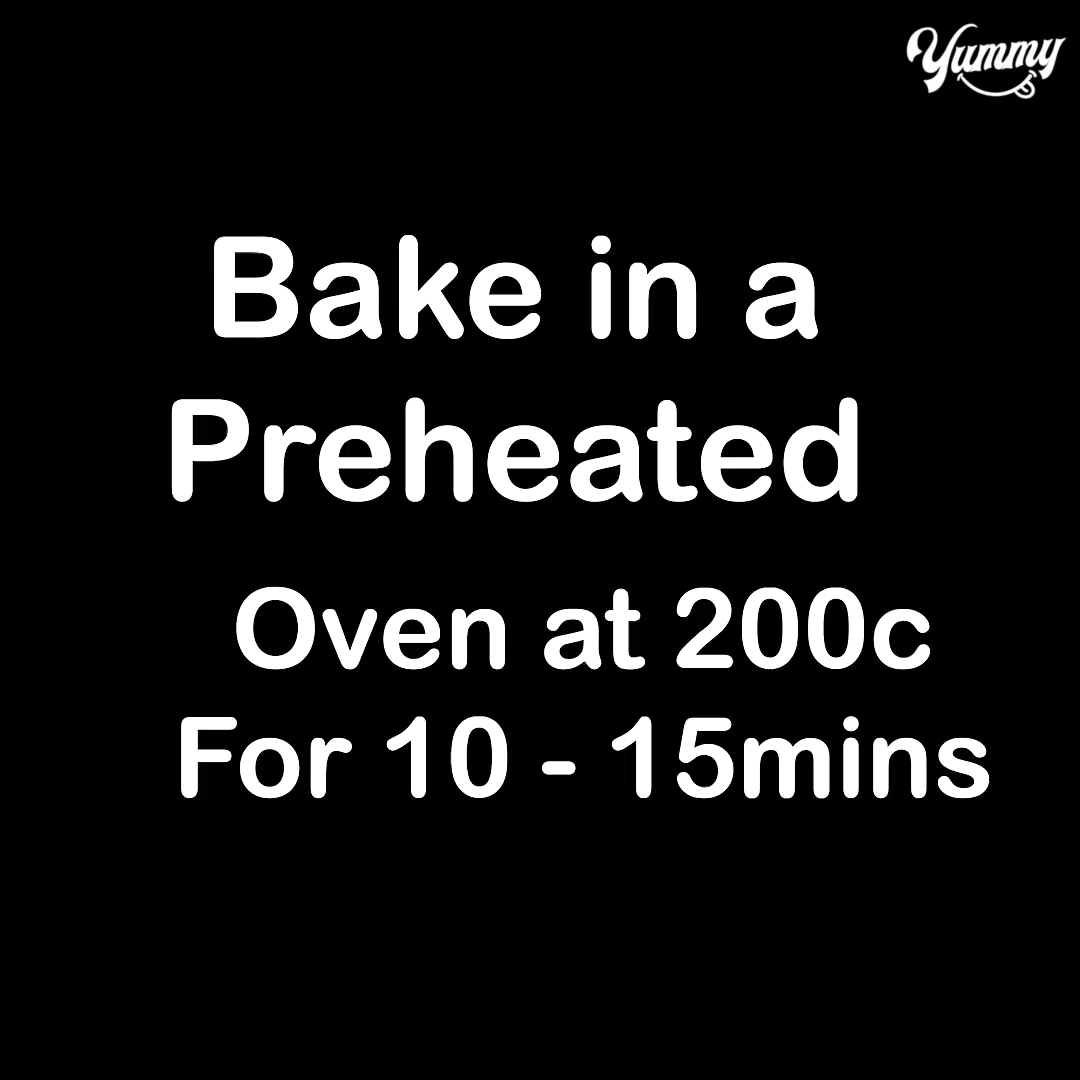 Yummy
Bake in a
Preheated
Oven at 200c
For 10 - 15mins